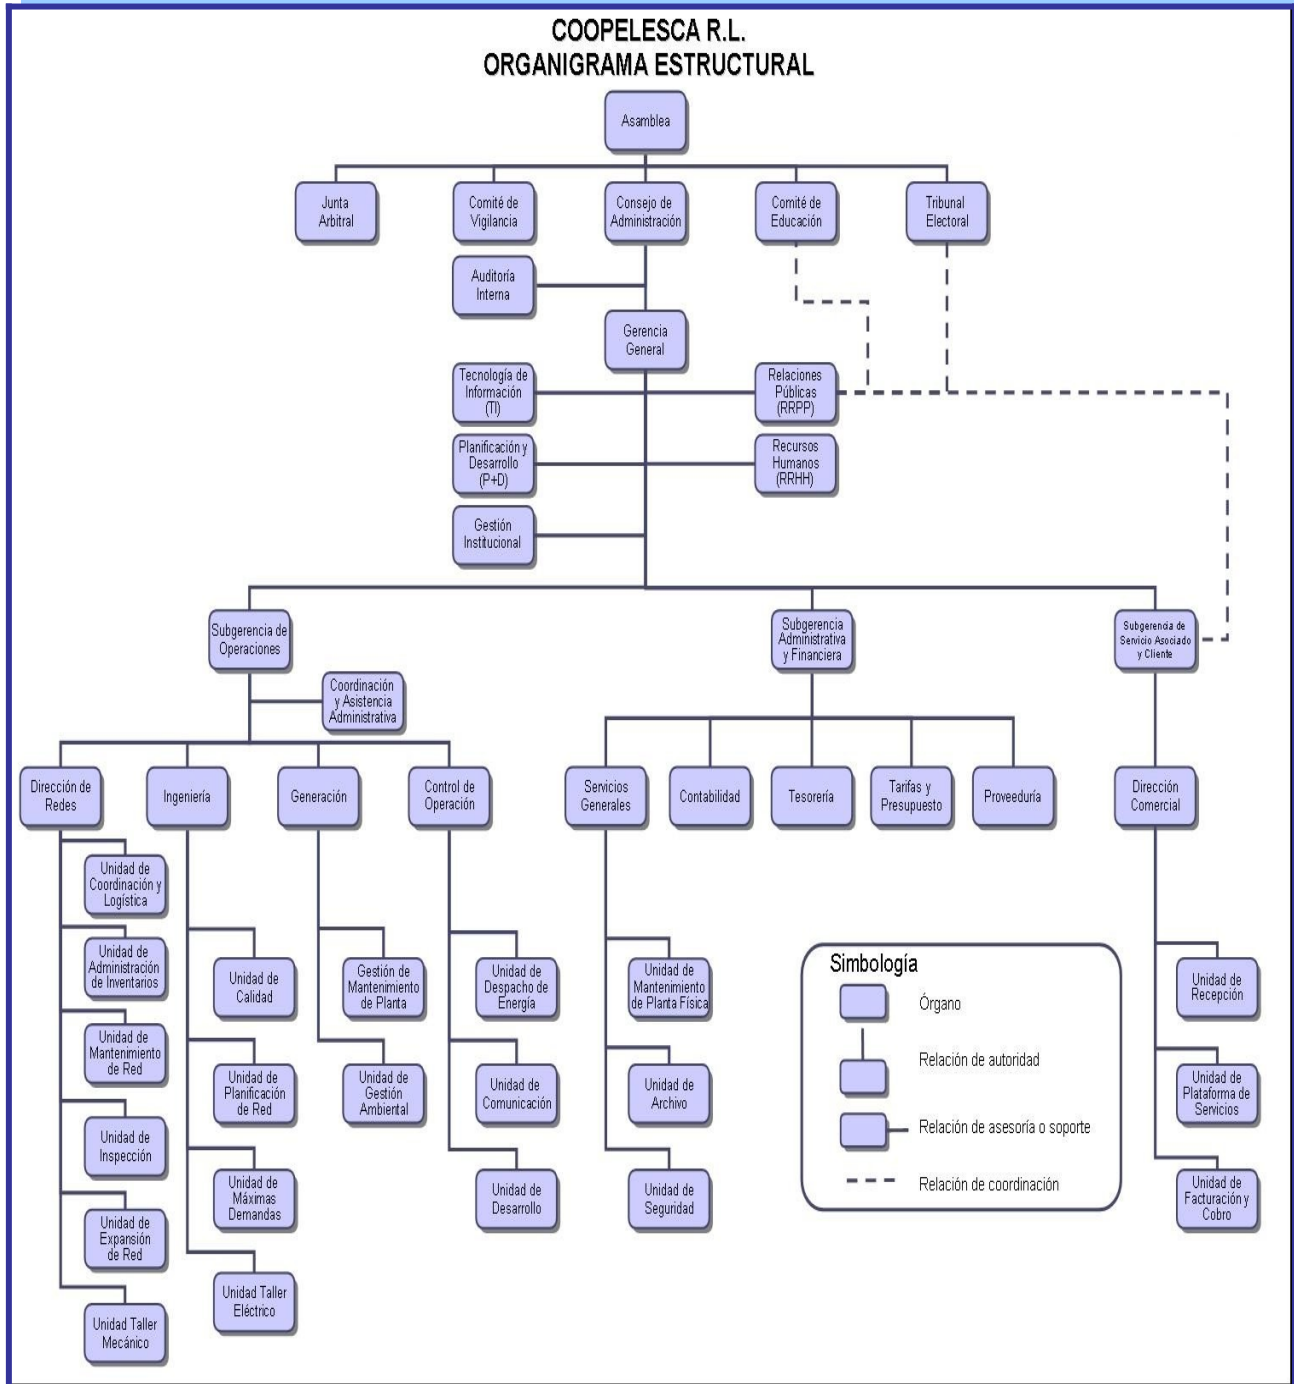 COOPELESCA R.L.
ORGANIGRAMA ESTRUCTURAL
Asamblea
Junta
Arbitral
Comité de
Vigilancia
Consejo de
Administración
Comité de
Educación
Tribunal
Electoral
Auditoría
Interna
Gerencia
General
Tecnología de
Información
(TI)
Relaciones
Públicas
(RRPP)
Planificación y
Desarrollo
(P+D)
Recursos
Humanos
(RRHH)
Gestión
Institucional
Subgerencia de
Operaciones
Subgerencia
Administrativa
y Financiera
Subgerencia de
Servicio Asociado
y Cliente
Coordinación
y Asistencia
Administrativa
Dirección de
Redes
Ingeniería
Generación
Control de
Operación
Servicios
Generales
Contabilidad
Tesorería
Tarifas y
Presupuesto
Proveeduría
Dirección
Comercial
Unidad de
Coordinación y
Logística
Unidad de
Administración
de Inventarios
Unidad de
Mantenimiento
de Red
Unidad de
Inspección
Unidad de
Expansión
de Red
Unidad Taller
Mecánico
Unidad de
Calidad
Unidad de
Planificación
de Red
Unidad de
Máximas
Demandas
Unidad Taller
Eléctrico
Gestión de
Mantenimiento
de Planta
Unidad de
Gestión
Ambiental
Unidad de
Despacho de
Energía
Unidad de
Comunicación
Unidad de
Desarrollo
Unidad de
Mantenimiento
de Planta Física
Unidad de
Archivo
Unidad de
Seguridad
Unidad de
Recepción
Unidad de
Plataforma de
Servicios
Unidad de
Facturación y
Cobro
Simbología
Órgano
Relación de autoridad
Relación de asesoría o soporte
Relación de coordinación